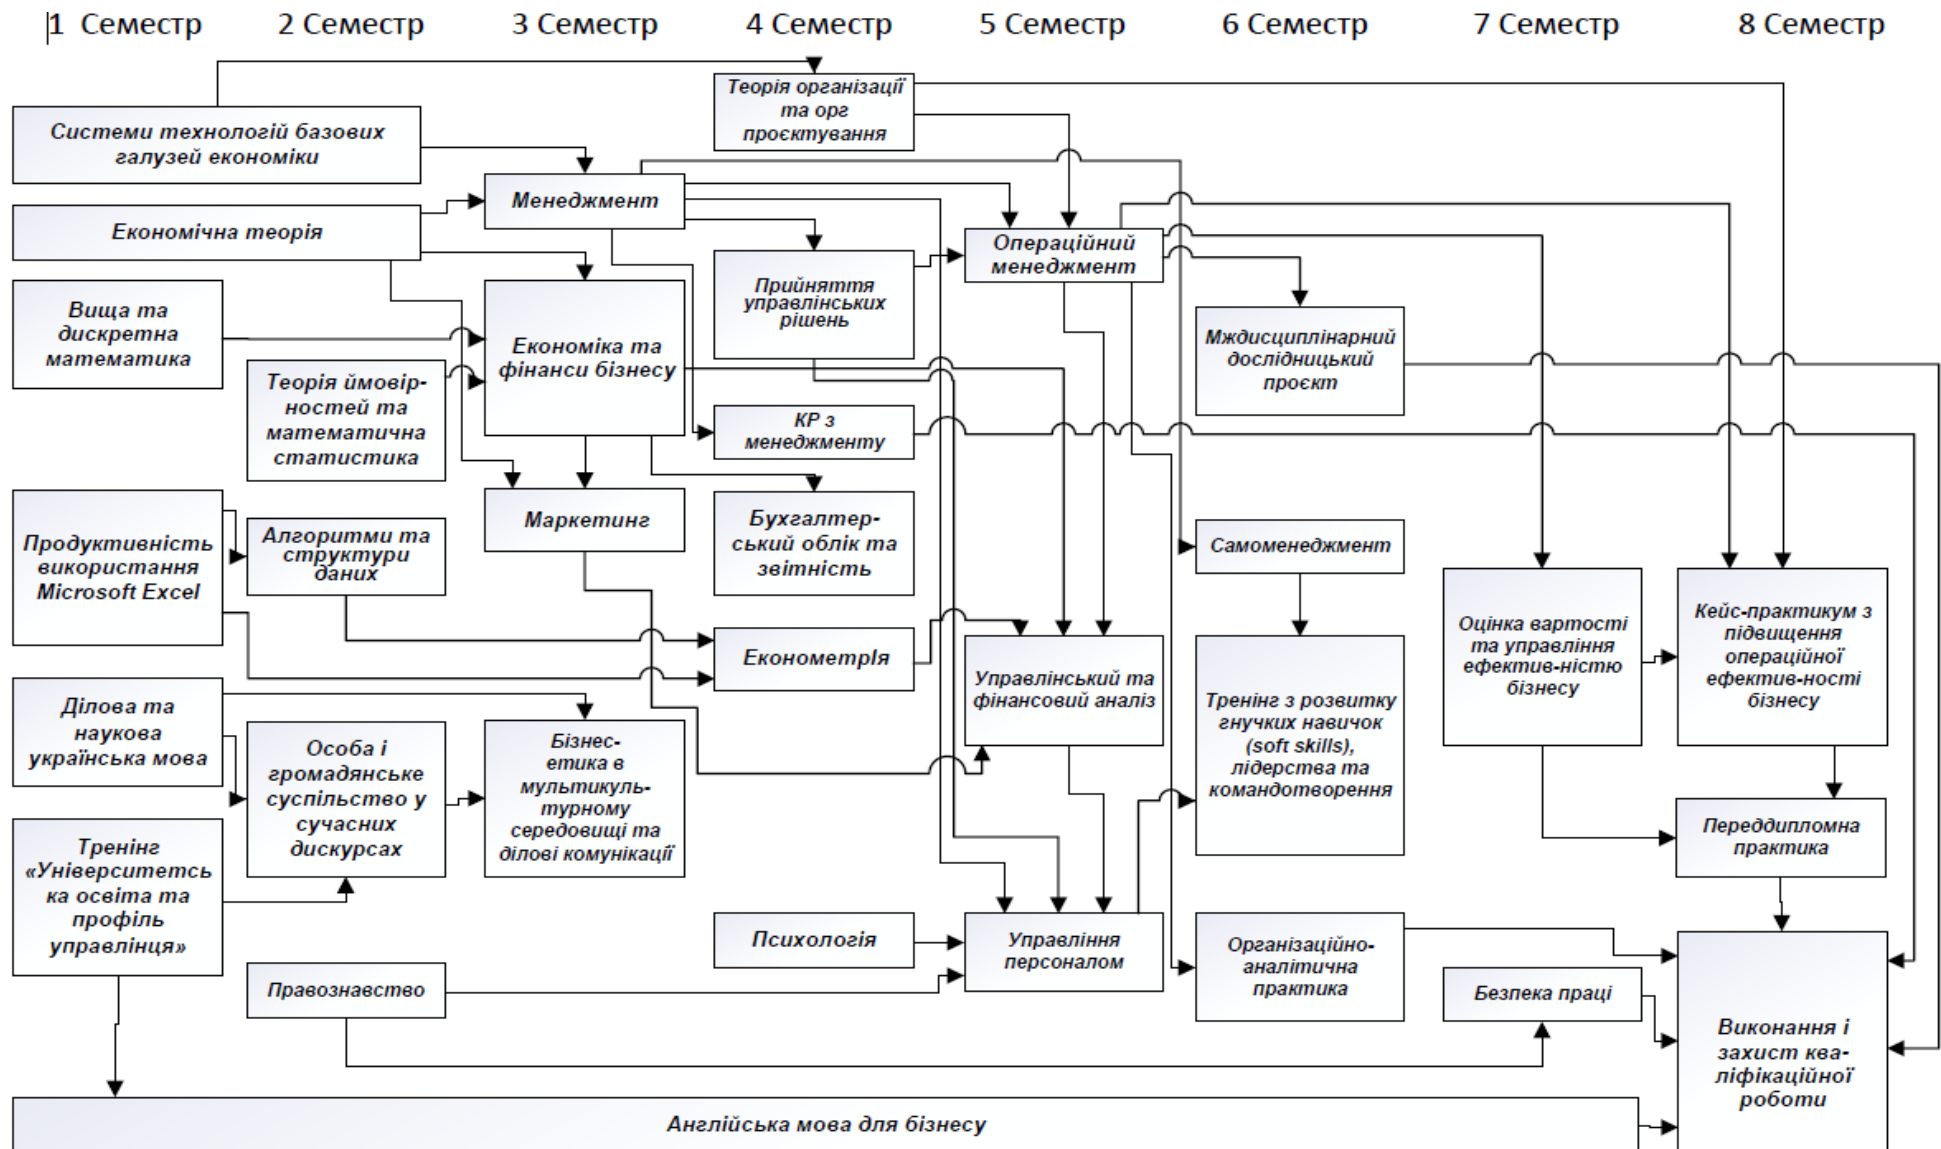 1 Семестр
2 Семестр
3 Семестр
4 Семестр
5 Семестр
6 Семестр
7 Семестр
8 Семестр
Системи технологій базових
галузей економіки
Економічна теорія
Вища та
дискретна
математика
Продуктивність
використання
Microsoft Excel
Ділова та
наукова
українська мова
Тренінг
«Університетсь
ка освіта та
профіль
управлінця»
Теорія ймовір-
ностей та
математична
статистика
Алгоритми та
структури
даних
Особа і
громадянське
суспільство у
сучасних
дискурсах
Правознавство
Менеджмент
Економіка та
фінанси бізнесу
Маркетинг
Бізнес-
етика в
мультикуль-
турному
середовищі та
ділові комунікації
Теорія організації
та орг
проєктування
Прийняття
управлінських
рішень
КР з
менеджменту
Бухгалтер-
ський облік та
звітність
ЕконометрІя
Психологія
Операційний
менеджмент
Управлінський та
фінансовий аналіз
Управління
персоналом
Мждисциплінарний
дослідницький
проєкт
Самоменеджмент
Тренінг з розвитку
гнучких навичок
(soft skills),
лідерства та
командотворення
Організаційно-
аналітична
практика
Оцінка вартості
та управління
ефектив-ністю
бізнесу
Безпека праці
Кейс-практикум з
підвищення
операційної
ефектив-ності
бізнесу
Переддипломна
практика
Виконання і
захист ква-
ліфікаційної
роботи
Англійська мова для бізнесу